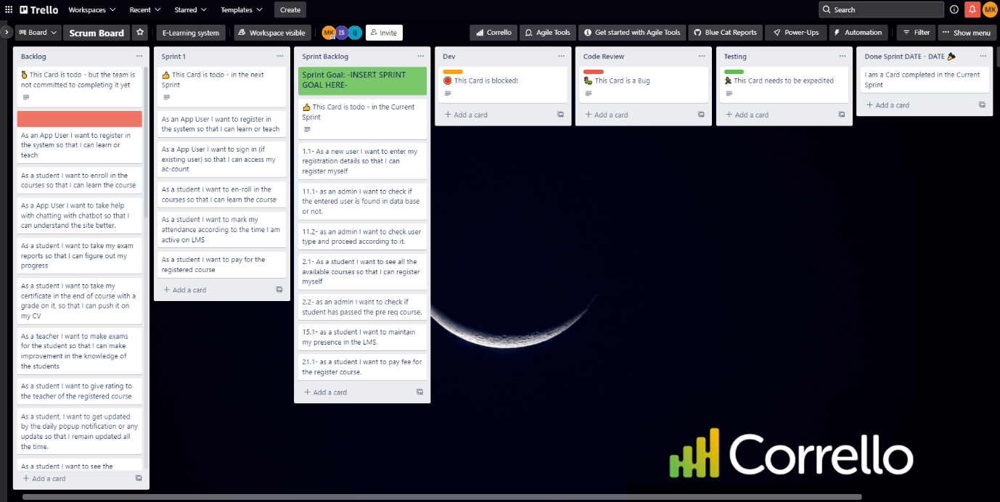 Trello
Workspaces
Recent
Starred
Templates
Create
Search
MK
Board
Scrum Board
E-Learning system
Workspace visible
MK
IS
IJ
Invite
Corrello
Agile Tools
Get started with Agile Tools
Blue Cat Reports
Power-Ups
Automation
Filter
Show menu
Backlog
This Card is todo - but the team is
not committed to completing it yet
As an App User I want to register in
the system so that I can learn or
teach
As a student I want to enroll in the
courses so that I can learn the course
As a App User I want to take help
with chatting with chatbot so that I
can understand the site better.
As a student I want to take my exam
reports so that I can figure out my
progress
As a student I want to take my
certificate in the end of course with a
grade on it, so that I can push it on
my CV
As a teacher I want to make exams
for the student so that I can make
improvement in the knowledge of
the students
As a student I want to give rating to
the teacher of the registered course
As a student, I want to get updated
by the daily popup notification or any
update so that I remain updated all
the time.
As a student I want to see the
+ Add a card
Sprint 1
This Card is todo - in the next
Sprint
As an App User I want to register in
the system so that I can learn or teach
As a App User I want to sign in (if
existing user) so that I can access my
ac-count
As a student I want to en-roll in the
courses so that I can learn the course
As a student I want to mark my
attendance according to the time I am
active on LMS
As a student I want to pay for the
registered course
+ Add a card
Sprint Backlog
Sprint Goal: -INSERT SPRINT
GOAL HERE-
This Card is todo - in the Current
Sprint
1.1- As a new user I want to enter my
registration details so that I can
register myself
11.1- as an admin I want to check if
the entered user is found in data base
or not.
11.2- as an admin I want to check user
type and proceed according to it.
2.1- As a student I want to see all the
available courses so that I can register
myself
2.2- as an admin I want to check if
student has passed the pre req course.
15.1- as a student I want to maintain
my presence in the LMS.
21.1- as a student I want to pay fee for
the register course.
+ Add a card
Dev
This Card is blocked!
+ Add a card
Code Review
This Card is a Bug
+ Add a card
Testing
This Card needs to be expedited
+ Add a card
Done Sprint DATE - DATE
I am a Card completed in the Current
Sprint
+ Add a card
Corrello